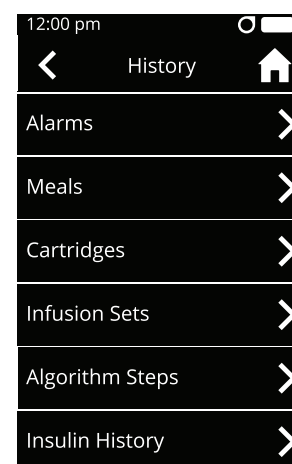 12:00 pm
History
Alarms
Meals
Cartridges
Infusion Sets
Algorithm Steps
Insulin History